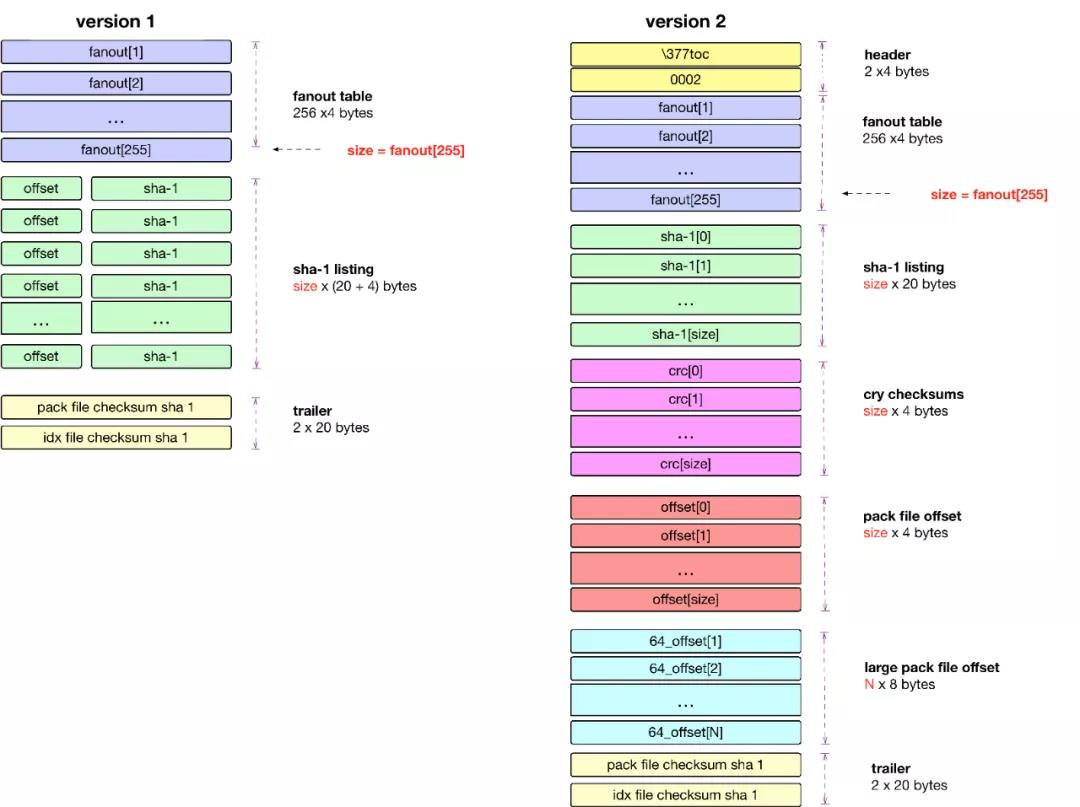 version 1
fanout[1]
fanout[2]
...
fanout[255]
fanout table
256 x4 bytes
size = fanout[255]
offset sha-1
offset sha-1
offset sha-1
offset sha-1
... ...
offset sha-1
sha-1 listing
size x (20 + 4) bytes
pack file checksum sha 1
idx file checksum sha 1
trailer
2 x 20 bytes
version 2
\377toc
0002
header
2 x4 bytes
fanout[1]
fanout[2]
...
fanout[255]
fanout table
256 x4 bytes
size = fanout[255]
sha-1[0]
sha-1[1]
...
sha-1[size]
sha-1 listing
size x 20 bytes
crc[0]
crc[1]
...
crc[size]
cry checksums
size x 4 bytes
offset[0]
offset[1]
...
offset[size]
pack file offset
size x 4 bytes
64_offset[1]
64_offset[2]
...
64_offset[N]
large pack file offset
N x 8 bytes
pack file checksum sha 1
idx file checksum sha 1
trailer
2 x 20 bytes